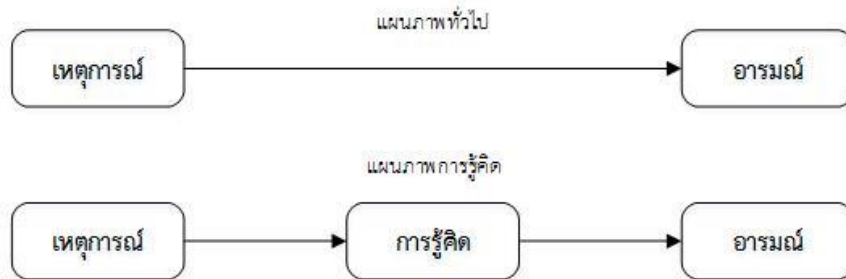 แผนภาพทั่วไป
เหตุการณ์ อารมณ์
แผนภาพการรู้คิด
เหตุการณ์ การรู้คิด อารมณ์